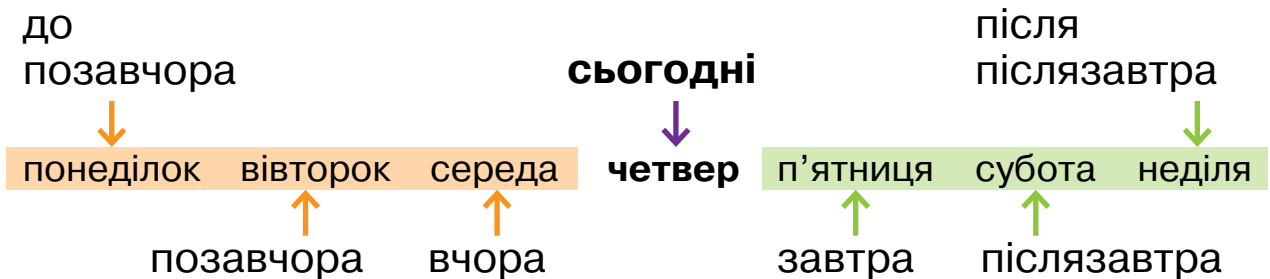 до
позавчора
сьогодні
після
післязавтра
понеділок вівторок середа четвер п’ятниця субота неділя
позавчора вчора завтра післязавтра